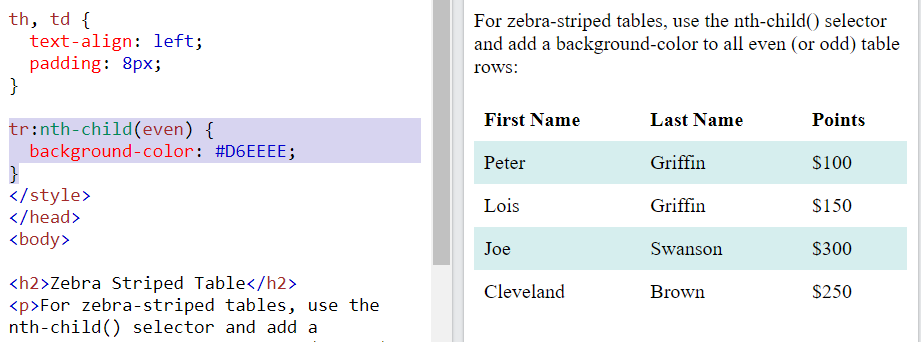 th, td {
  text-align: left;
  padding: 8px;
}
tr:nth-child(even) {
  background-color: #D6EEEE;
}
</style>
</head>
<body>
<h2>Zebra Striped Table</h2>
<p>For zebra-striped tables, use the
nth-child() selector and add a
For zebra-striped tables, use the nth-child() selector
and add a background-color to all even (or odd) table
rows:
First Name Last Name Points
Peter Griffin $100
Lois Griffin $150
Joe Swanson $300
Cleveland Brown $250